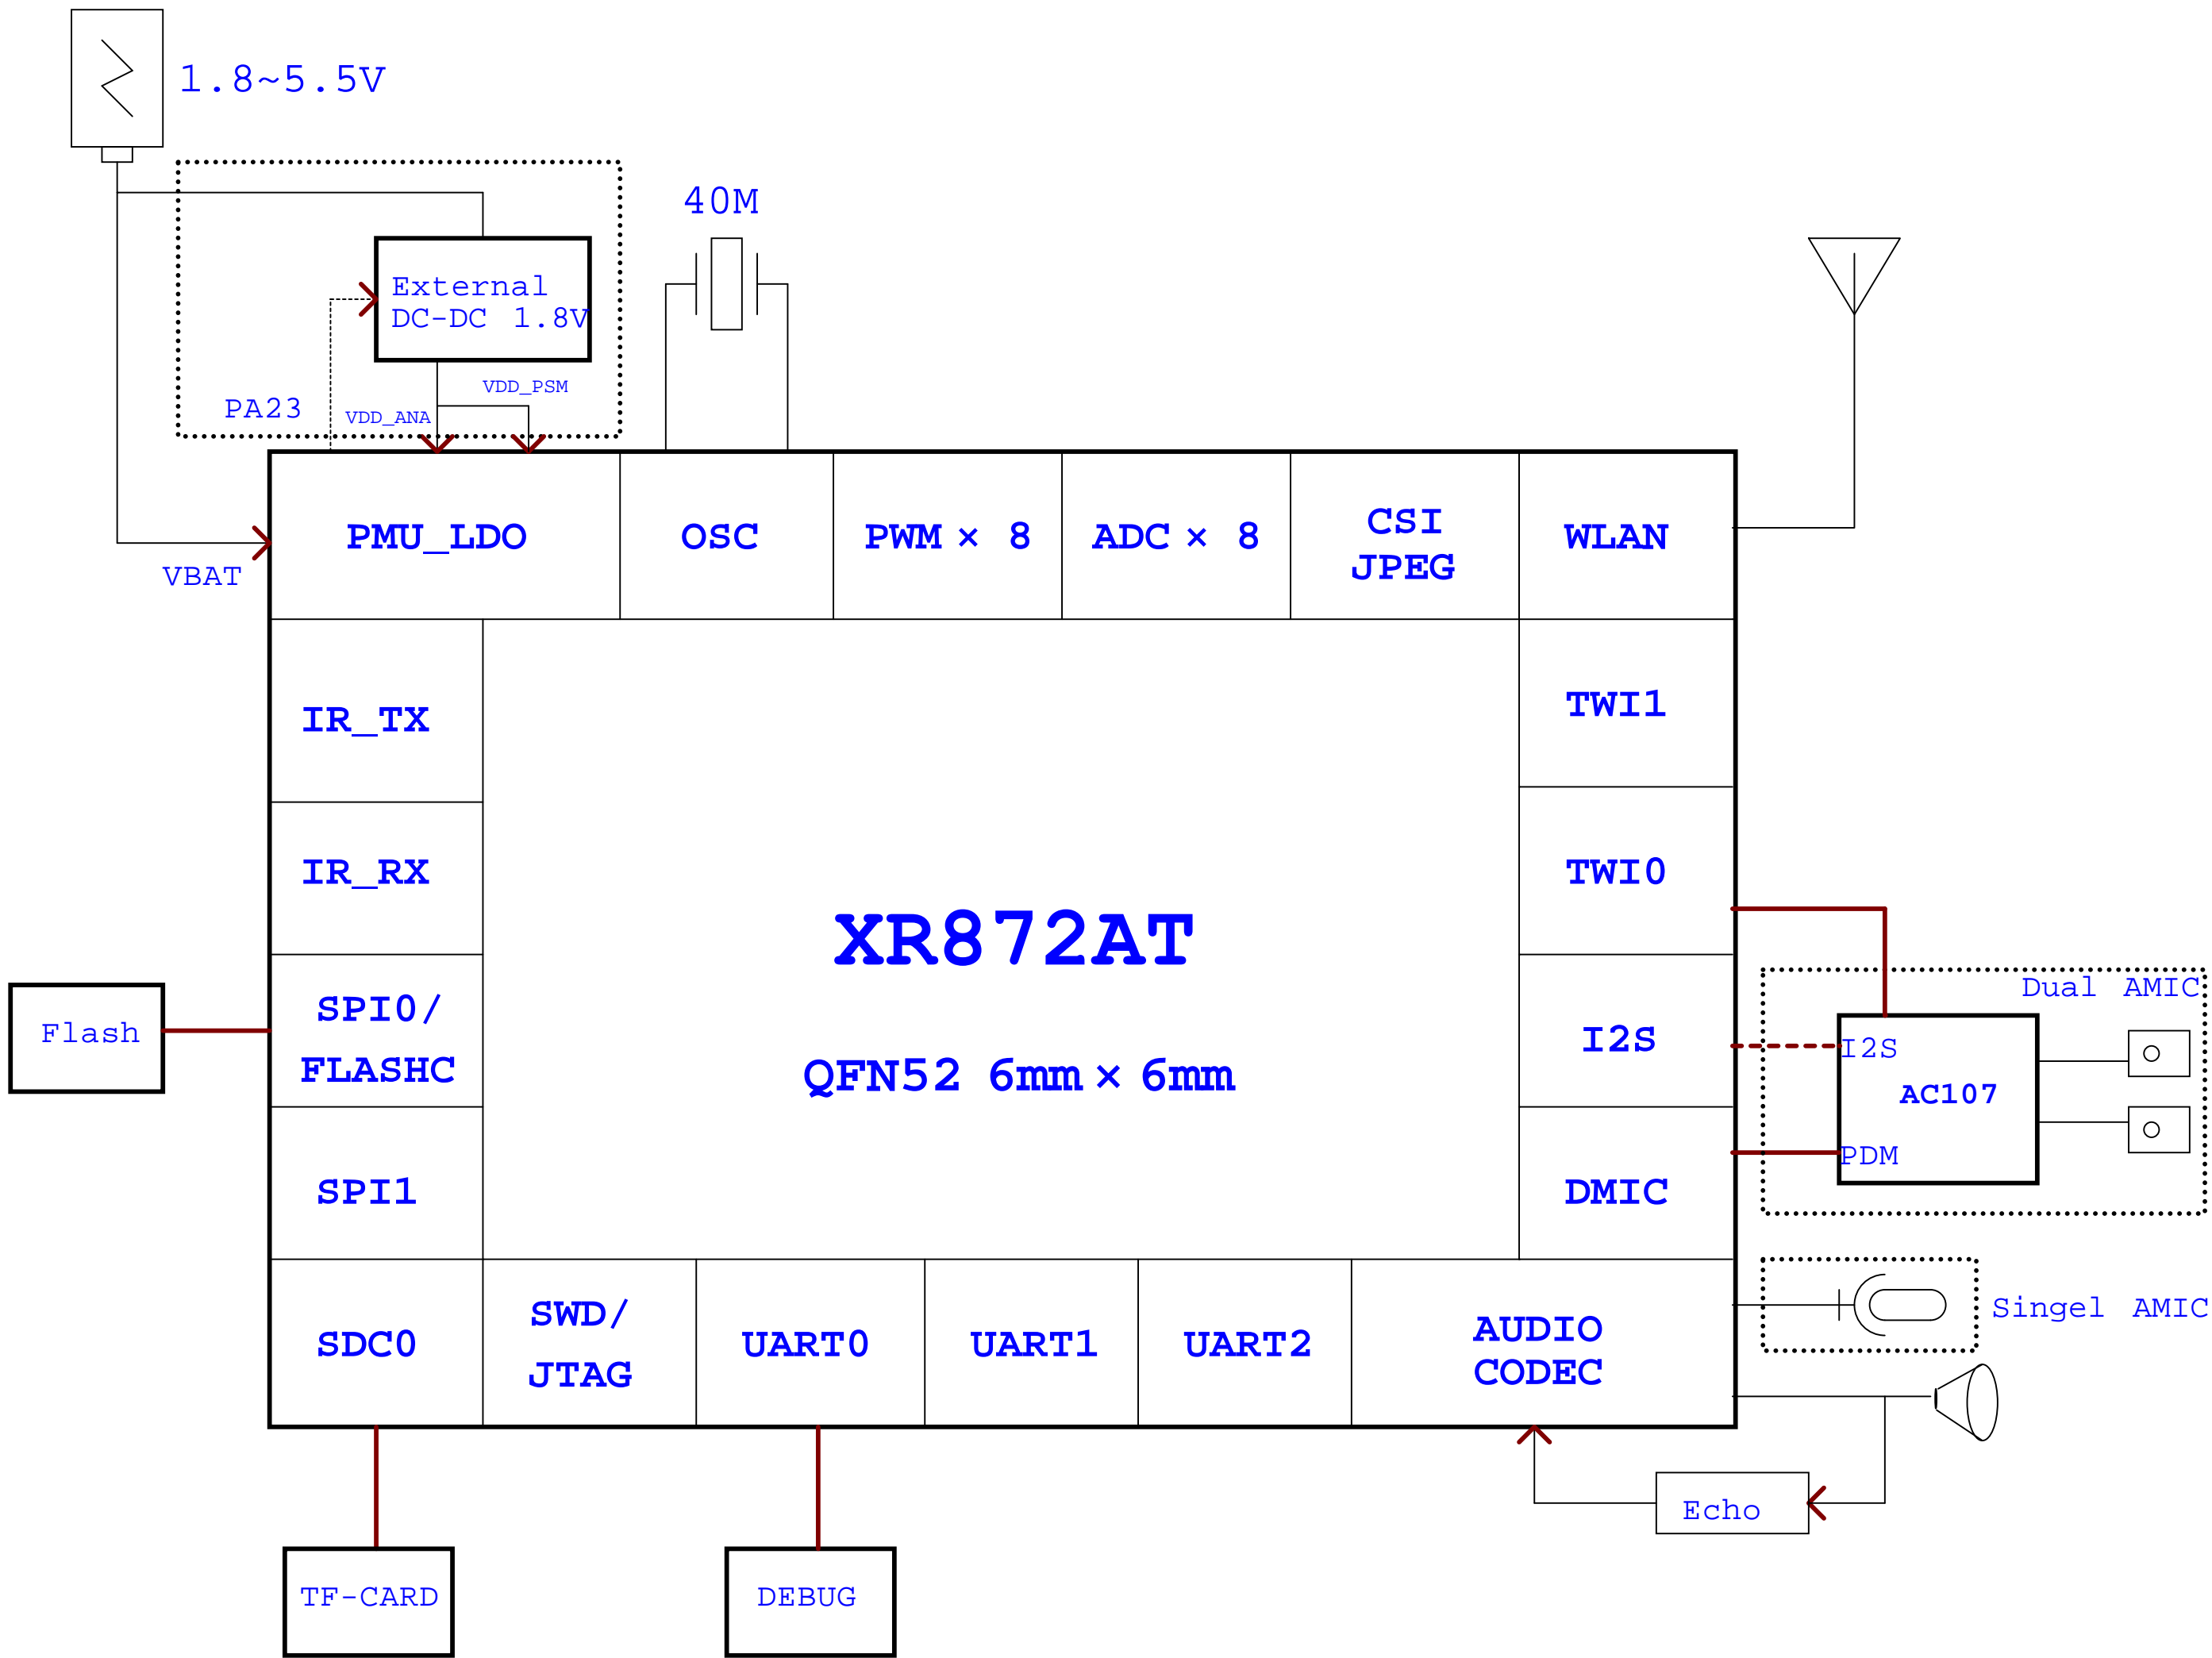 1.8~5.5V
40M
External
DC-DC 1.8V
VDD_PSM
PA23
VDD_ANA
VBAT
PMU_LDO
OSC
PWM × 8
ADC × 8
CSI
JPEG
WLAN
IR_TX
TWI1
IR_RX
TWI0
XR872AT
QFN52 6mm × 6mm
Flash
SPI0/
FLASHC
I2S
Dual AMIC
I2S
AC107
PDM
SPI1
DMIC
SDC0
SWD/
JTAG
UART0
UART1
UART2
AUDIO
CODEC
Singel AMIC
Echo
TF-CARD
DEBUG